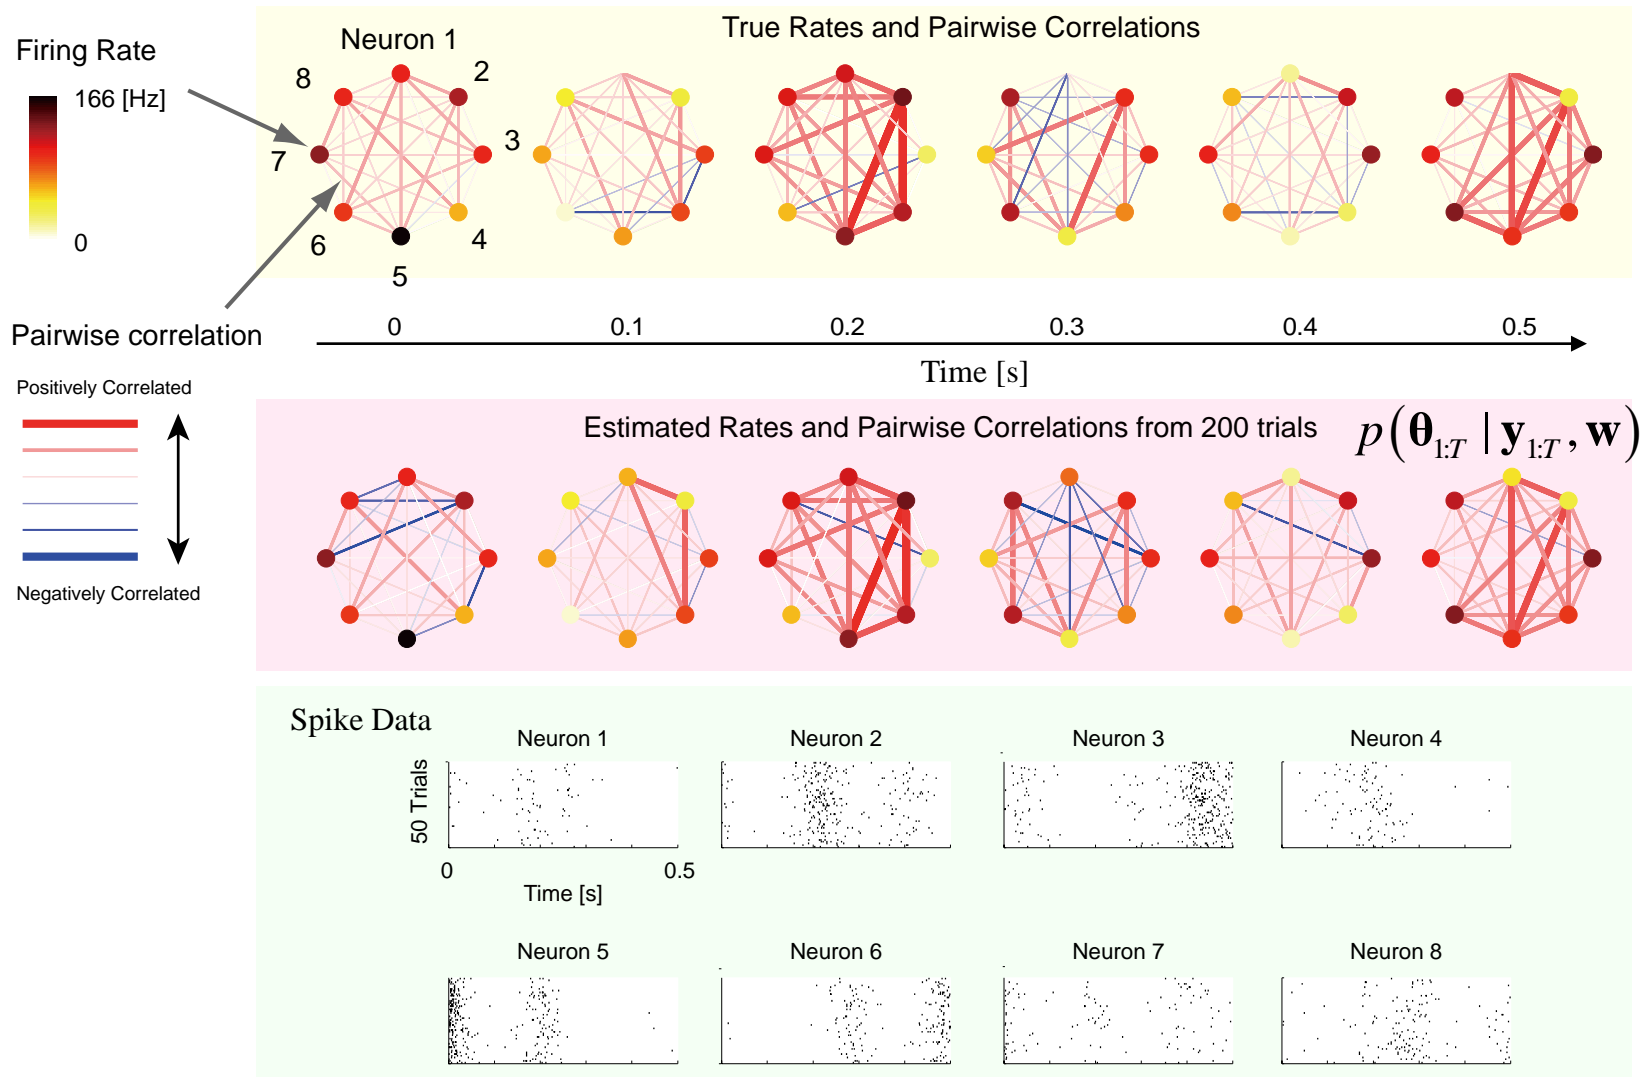 True Rates and Pairwise Correlations
Firing Rate
166 [Hz]
0
Neuron 1
2
3
4
5
6
7
8
Pairwise correlation
0 0.1 0.2 0.3 0.4 0.5
Time [s]
Positively Correlated
Negatively Correlated
Estimated Rates and Pairwise Correlations from 200 trials
p(θ1:T | y1:T, w)
Spike Data
Neuron 1 Neuron 2 Neuron 3 Neuron 4
50 Trials
0 0.5
Time [s]
Neuron 5 Neuron 6 Neuron 7 Neuron 8